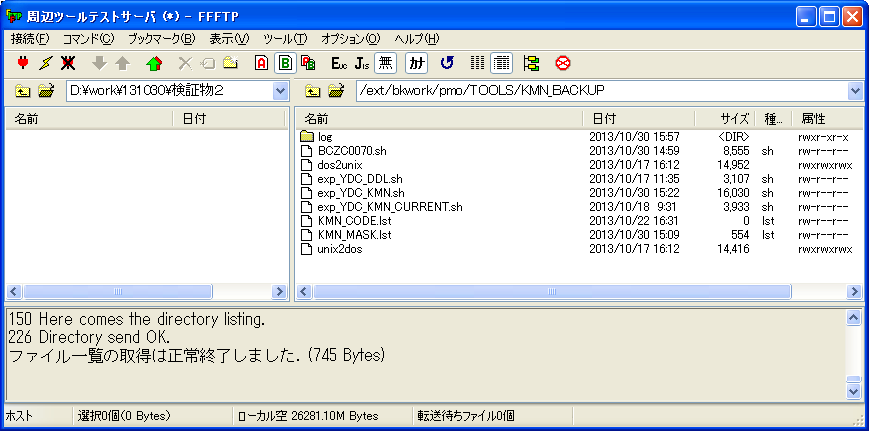 周辺ツールテストサーバ (*) - FFFTP
接続(F) コマンド(C) ブックマーク(B) 表示(V) ツール(T) オプション(O) ヘルプ(H)
A B EUC JIS 無 カナ
D:¥work¥131030¥検証物2 /ext/bkwork/pmo/TOOLS/KMN_BACKUP
名前 日付 名前 日付 サイズ 種... 属性
log 2013/10/30 15:57 <DIR> rwxr-xr-x
BCZC0070.sh 2013/10/30 14:59 8,555 sh rw-r--r--
dos2unix 2013/10/17 16:12 14,952 rwxrwxrwx
exp_YDC_DDL.sh 2013/10/17 11:35 3,107 sh rw-r--r--
exp_YDC_KMN.sh 2013/10/30 15:22 16,030 sh rw-r--r--
exp_YDC_KMN_CURRENT.sh 2013/10/18 9:31 3,933 sh rw-r--r--
KMN_CODE.lst 2013/10/22 16:31 0 lst rw-r--r--
KMN_MASK.lst 2013/10/30 15:09 554 lst rw-r--r--
unix2dos 2013/10/17 16:12 14,416 rwxrwxrwx
150 Here comes the directory listing.
226 Directory send OK.
ファイル一覧の取得は正常終了しました. (745 Bytes)
ホスト 選択0個(0 Bytes) ローカル空 26281.10M Bytes 転送待ちファイル0個